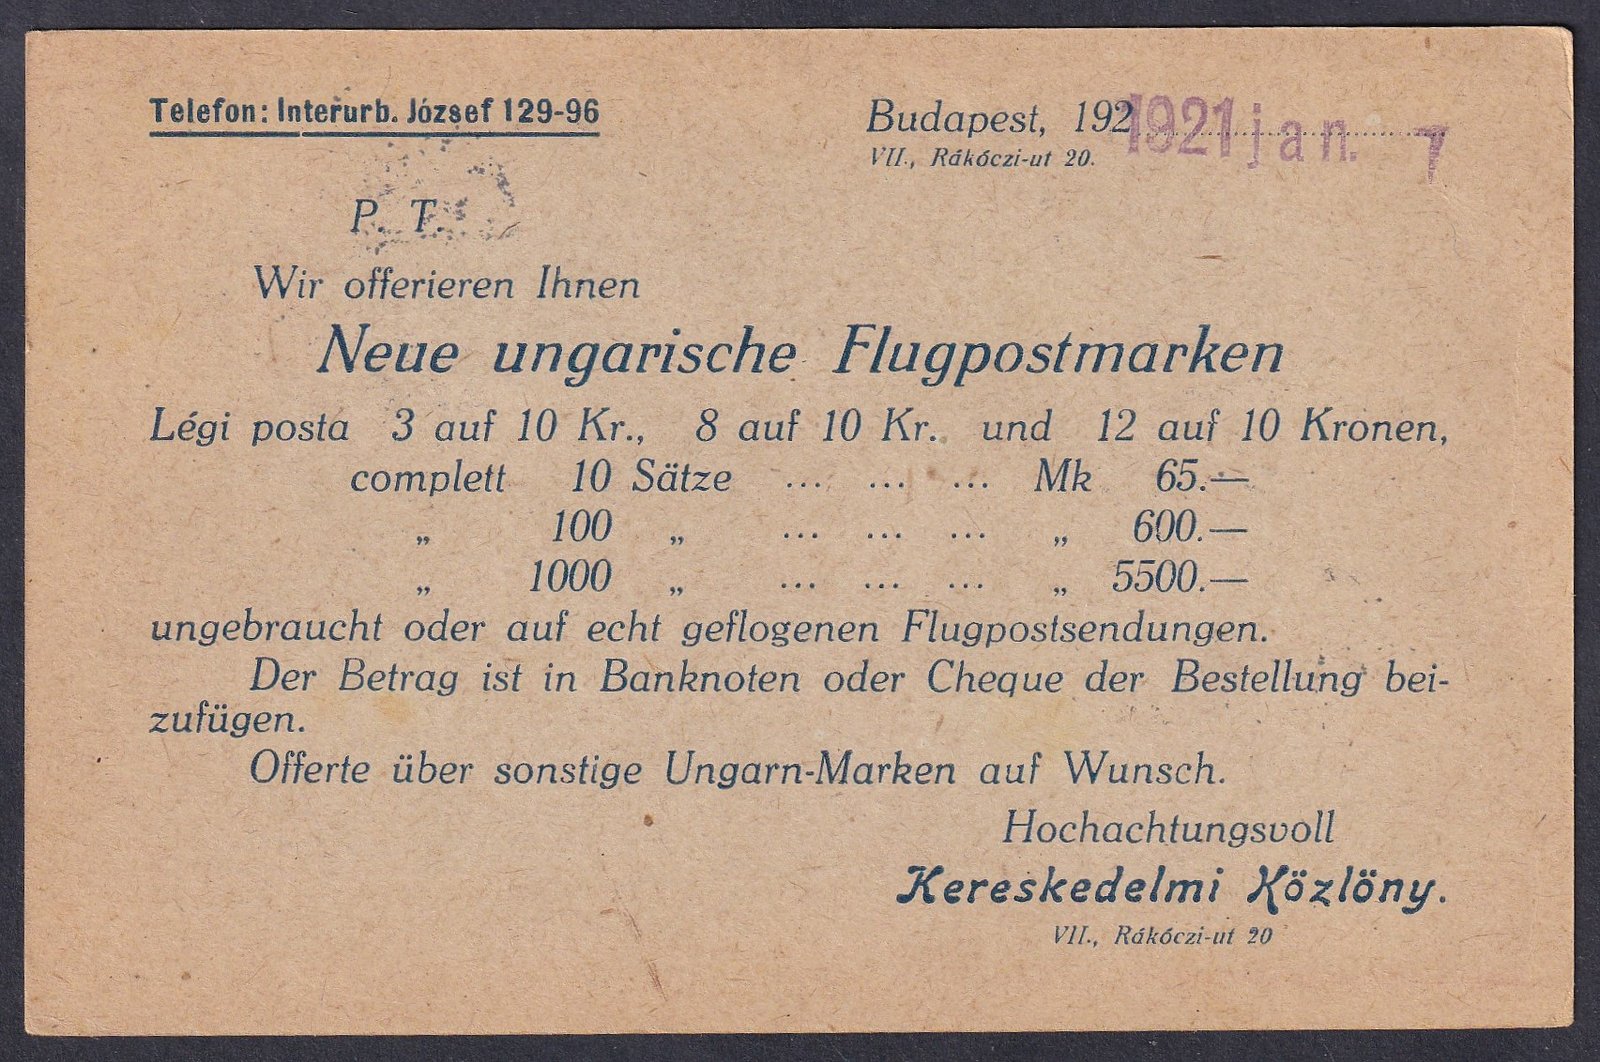 Telefon: Interurb. József 129-96
Budapest, 192 1921 jan. 7
VII., Rákóczi-ut 20.
P. T.
Wir offerieren Ihnen
Neue ungarische Flugpostmarken
Légi posta 3 auf 10 Kr., 8 auf 10 Kr. und 12 auf 10 Kronen,
complett 10 Sätze ... ... ... Mk 65.—
„ 100 „ ... ... ... „ 600.—
„ 1000 „ ... ... ... „ 5500.—
ungebraucht oder auf echt geflogenen Flugpostsendungen.
Der Betrag ist in Banknoten oder Cheque der Bestellung bei-
zufügen.
Offerte über sonstige Ungarn-Marken auf Wunsch.
Hochachtungsvoll
Kereskedelmi Közlöny.
VII., Rákóczi-ut 20